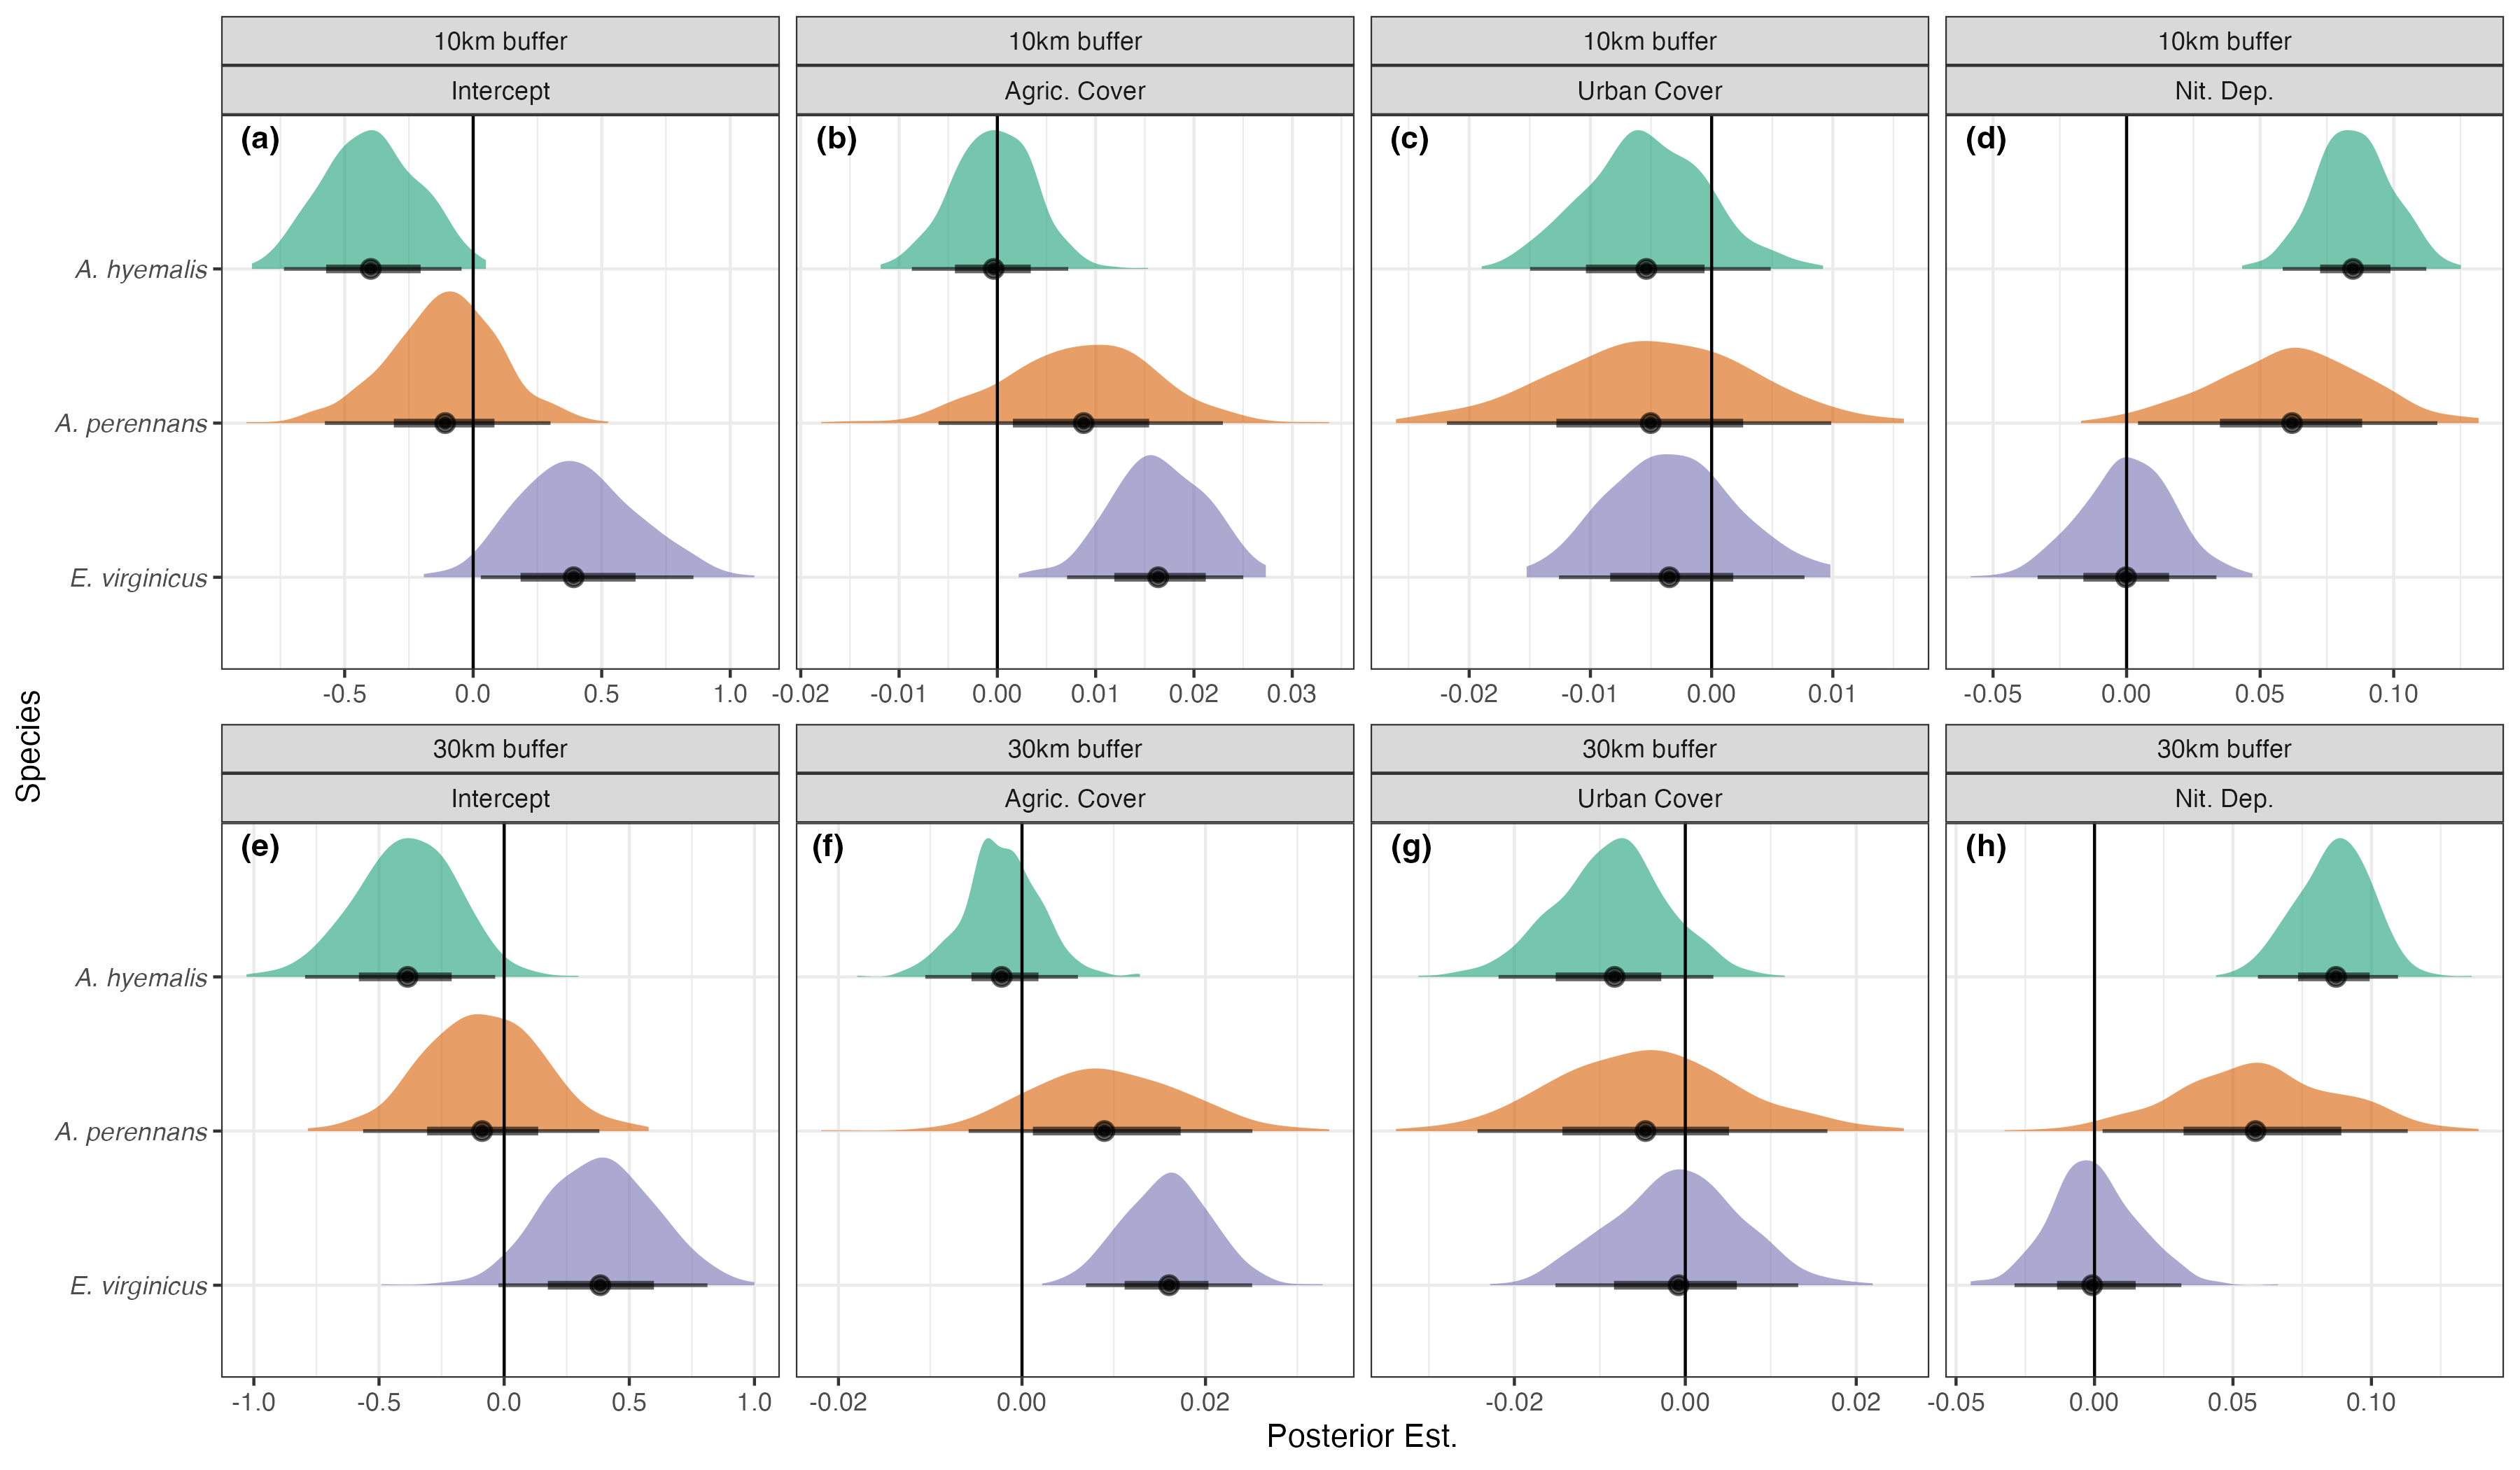 10km buffer 10km buffer 10km buffer 10km buffer
Intercept Agric. Cover Urban Cover Nit. Dep.
(a) (b) (c) (d)
A. hyemalis
A. perennans
E. virginicus
-0.5 0.0 0.5 1.0 -0.02 -0.01 0.00 0.01 0.02 0.03 -0.02 -0.01 0.00 0.01 -0.05 0.00 0.05 0.10
Species
30km buffer 30km buffer 30km buffer 30km buffer
Intercept Agric. Cover Urban Cover Nit. Dep.
(e) (f) (g) (h)
A. hyemalis
A. perennans
E. virginicus
-1.0 -0.5 0.0 0.5 1.0 -0.02 0.00 0.02 -0.02 0.00 0.02 -0.05 0.00 0.05 0.10
Posterior Est.